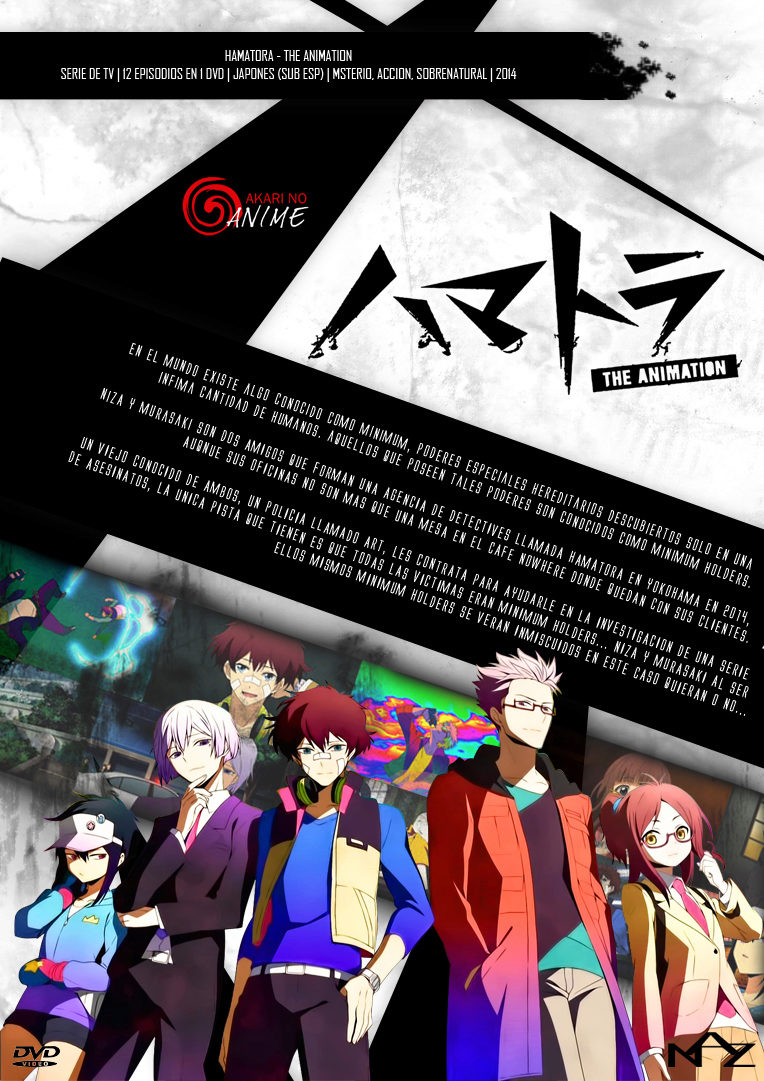 HAMATORA - THE ANIMATION
SERIE DE TV | 12 EPISODIOS EN 1 DVD | JAPONES (SUB ESP) | MSTERIO, ACCION, SOBRENATURAL | 2014
AKARI NO
ANIME
ハマトラ
THE ANIMATION
EN EL MUNDO EXISTE ALGO CONOCIDO COMO MINIMUM, PODERES ESPECIALES HEREDITARIOS DESCUBIERTOS SOLO EN UNA
INFIMA CANTIDAD DE HUMANOS. AQUELLOS QUE POSEEN TALES PODERES SON CONOCIDOS COMO MINIMUM HOLDERS.
NIZA Y MURASAKI SON DOS AMIGOS QUE FORMAN UNA AGENCIA DE DETECTIVES LLAMADA HAMATORA EN YOKOHAMA EN 2014,
AUNQUE SUS OFICINAS NO SON MAS QUE UNA MESA EN EL CAFE NOWHERE DONDE QUEDAN CON SUS CLIENTES.
UN VIEJO CONOCIDO DE AMBOS, UN POLICIA LLAMADO ART, LES CONTRATA PARA AYUDARLE EN LA INVESTIGACION DE UNA SERIE
DE ASESINATOS, LA UNICA PISTA QUE TIENEN ES QUE TODAS LAS VICTIMAS ERAN MINIMUM HOLDERS... NIZA Y MURASAKI AL SER
ELLOS MISMOS MINIMUM HOLDERS SE VERAN INMISCUIDOS EN ESTE CASO QUIERAN O NO...
DVD
VIDEO
MAYZ